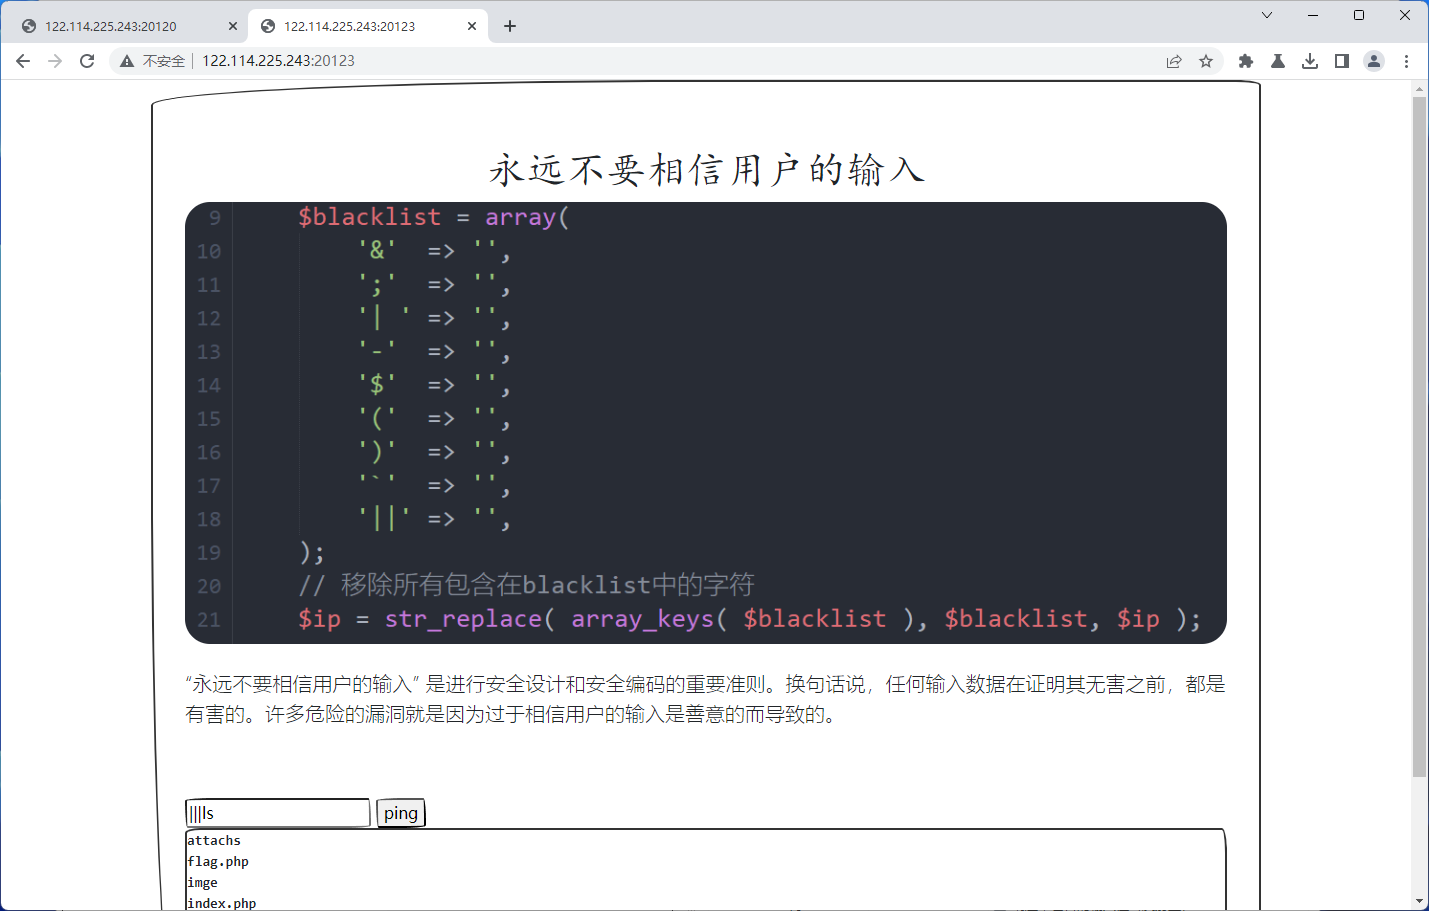 122.114.225.243:20120
122.114.225.243:20123
不安全
122.114.225.243:20123
永远不要相信用户的输入
9 $blacklist = array(
10 '&' => '',
11 ';' => '',
12 '| ' => '',
13 '-' => '',
14 '$' => '',
15 '(' => '',
16 ')' => '',
17 '`' => '',
18 '||' => '',
19 );
20 // 移除所有包含在blacklist中的字符
21 $ip = str_replace( array_keys( $blacklist ), $blacklist, $ip );
“永远不要相信用户的输入” 是进行安全设计和安全编码的重要准则。换句话说，任何输入数据在证明其无害之前，都是
有害的。许多危险的漏洞就是因为过于相信用户的输入是善意的而导致的。
|||ls ping
attachs
flag.php
imge
index.php